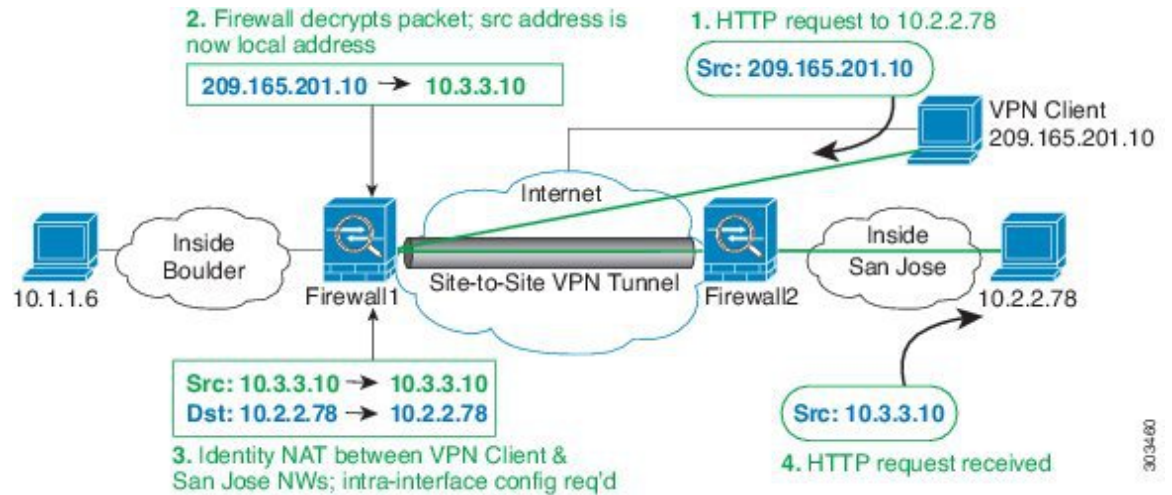 2. Firewall decrypts packet; src address is
now local address
209.165.201.10 → 10.3.3.10
1. HTTP request to 10.2.2.78
Src: 209.165.201.10
VPN Client
209.165.201.10
Internet
Inside
Boulder
10.1.1.6
Firewall1
Site-to-Site VPN Tunnel
Firewall2
Inside
San Jose
10.2.2.78
Src: 10.3.3.10 → 10.3.3.10
Dst: 10.2.2.78 → 10.2.2.78
3. Identity NAT between VPN Client &
San Jose NWs; intra-interface config req'd
Src: 10.3.3.10
4. HTTP request received
303460